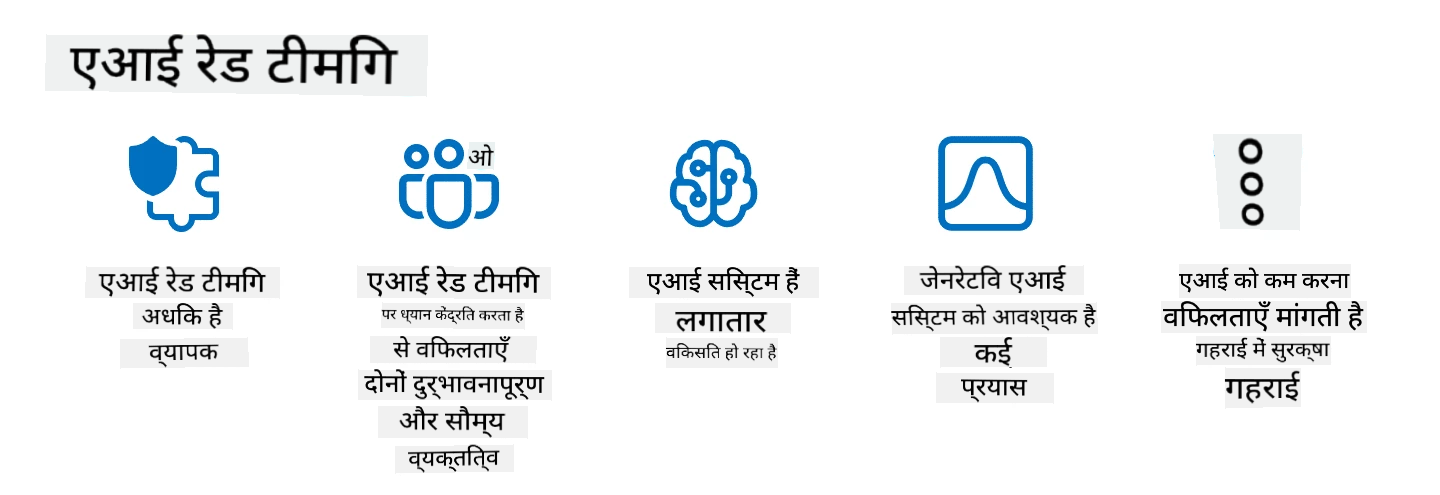 एआई रेड टीमिंग
ओ
एआई रेड टीमिंग
अधिक है
व्यापक
एआई रेड टीमिंग
पर ध्यान केंद्रित करता है
से विफलताएँ
दोनों दुर्भावनापूर्ण
और सौम्य
व्यक्तित्व
एआई सिस्टम हैं
लगातार
विकसित हो रहा है
जेनरेटिव एआई
सिस्टम को आवश्यक है
कई
प्रयास
एआई को कम करना
विफलताएँ मांगती है
गहराई में सुरक्षा
गहराई